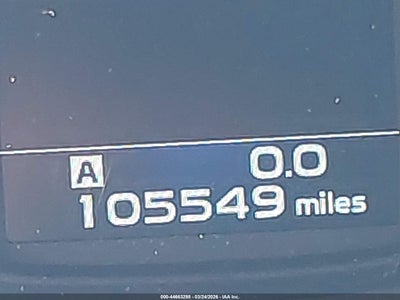 A 0.0
105549 miles
000-44663298 - 03/24/2026 - IAA Inc.